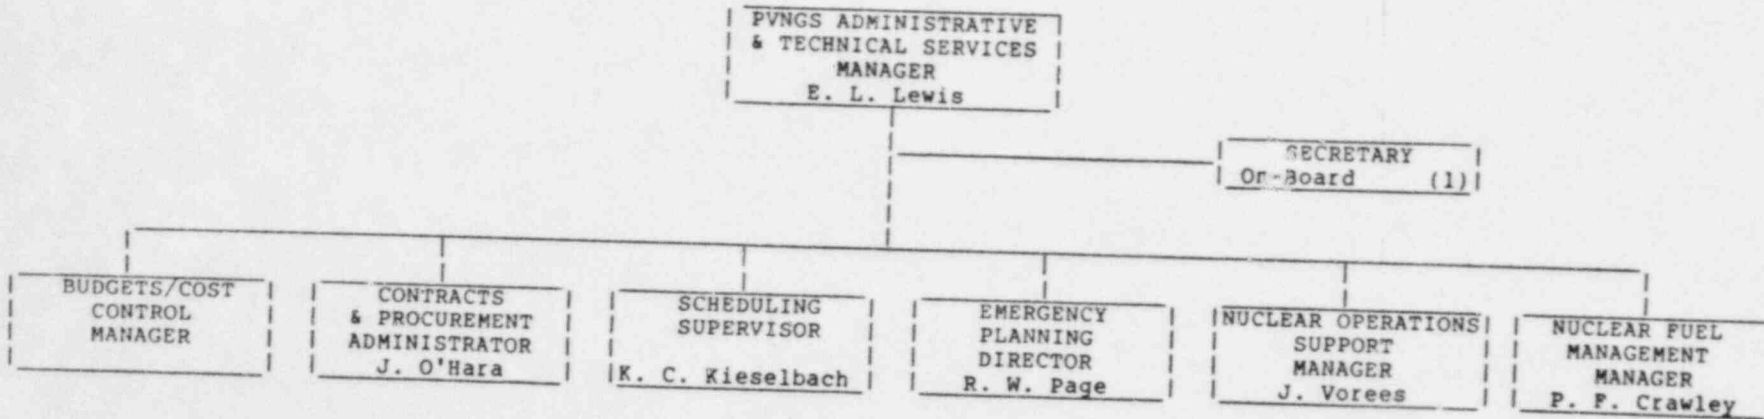 PVNGS ADMINISTRATIVE
& TECHNICAL SERVICES
MANAGER
E. L. Lewis
SECRETARY
On-Board (1)
BUDGETS/COST
CONTROL
MANAGER
CONTRACTS
& PROCUREMENT
ADMINISTRATOR
J. O'Hara
SCHEDULING
SUPERVISOR
K. C. Kieselbach
EMERGENCY
PLANNING
DIRECTOR
R. W. Page
NUCLEAR OPERATIONS
SUPPORT
MANAGER
J. Vorees
NUCLEAR FUEL
MANAGEMENT
MANAGER
P. F. Crawley